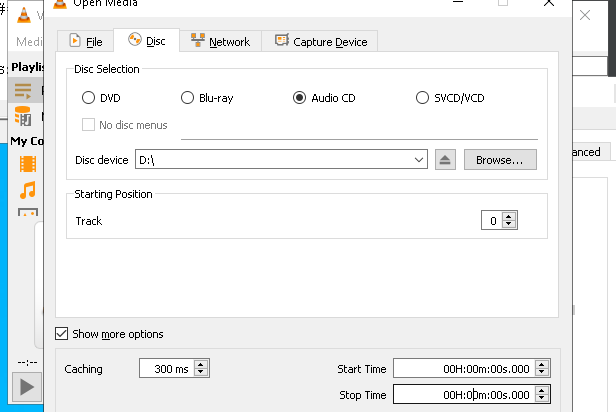 ##
V
Open Media
Medi
File
Disc
Network
Capture Device
Playlis
Disc Selection
DVD
Blu-ray
Audio CD
SVCD/VCD
No disc menus
My Co
Disc device
D:\
Browse...
anced
Starting Position
Track
0
Show more options
--:--
Caching
300 ms
Start Time
00H:00m:00s.000
Stop Time
00H:00m:00s.000